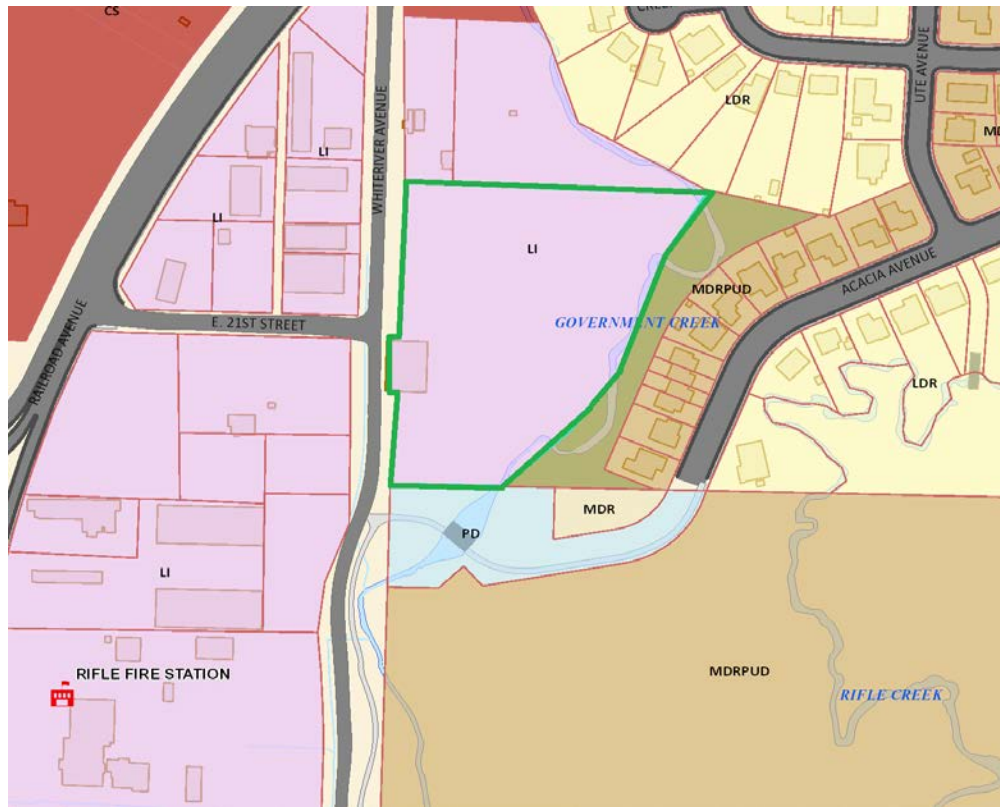 CS
LDR
UTE AVENUE
WHITERIVER AVENUE
LI
LI
LI
MDRPUD
ACACIA AVENUE
GOVERNMENT CREEK
E. 21ST STREET
RAILROAD AVENUE
LDR
MDR
PD
LI
RIFLE FIRE STATION
MDRPUD
RIFLE CREEK